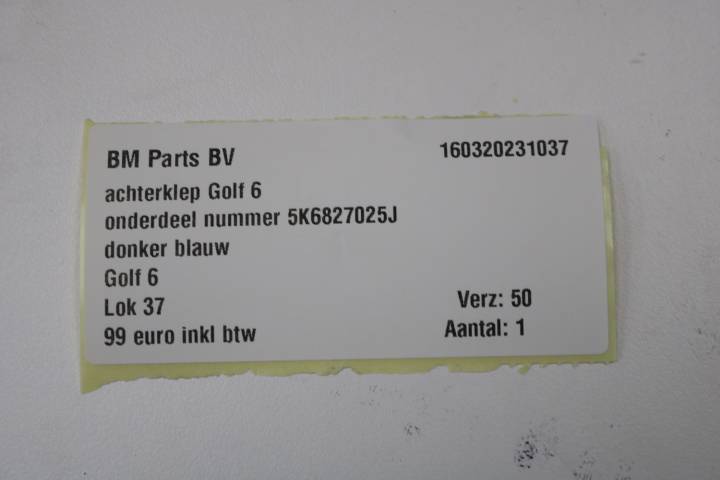 BM Parts BV 160320231037
achterklep Golf 6
onderdeel nummer 5K6827025J
donker blauw
Golf 6
Lok 37 Verz: 50
99 euro inkl btw Aantal: 1